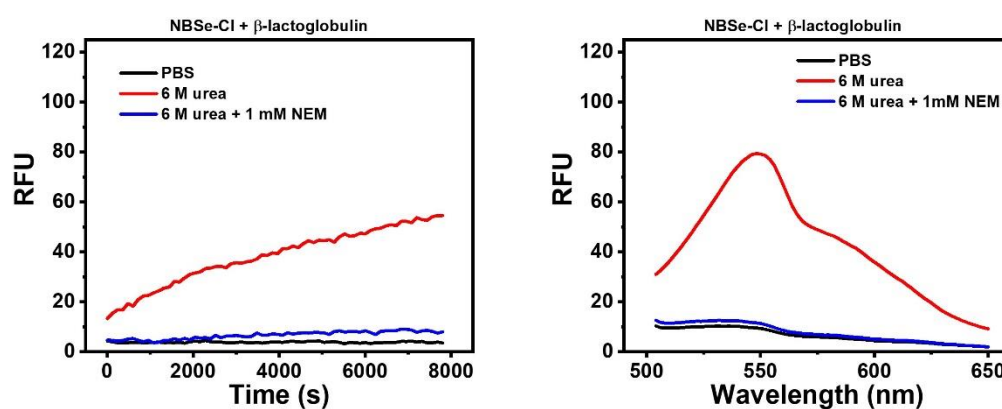 NBSe-Cl + β-lactoglobulin
120
100
80
60
40
20
0
RFU
PBS
6 M urea
6 M urea + 1 mM NEM
0
2000
4000
6000
8000
Time (s)
NBSe-Cl + β-lactoglobulin
120
100
80
60
40
20
0
RFU
PBS
6 M urea
6 M urea + 1mM NEM
500
550
600
650
Wavelength (nm)